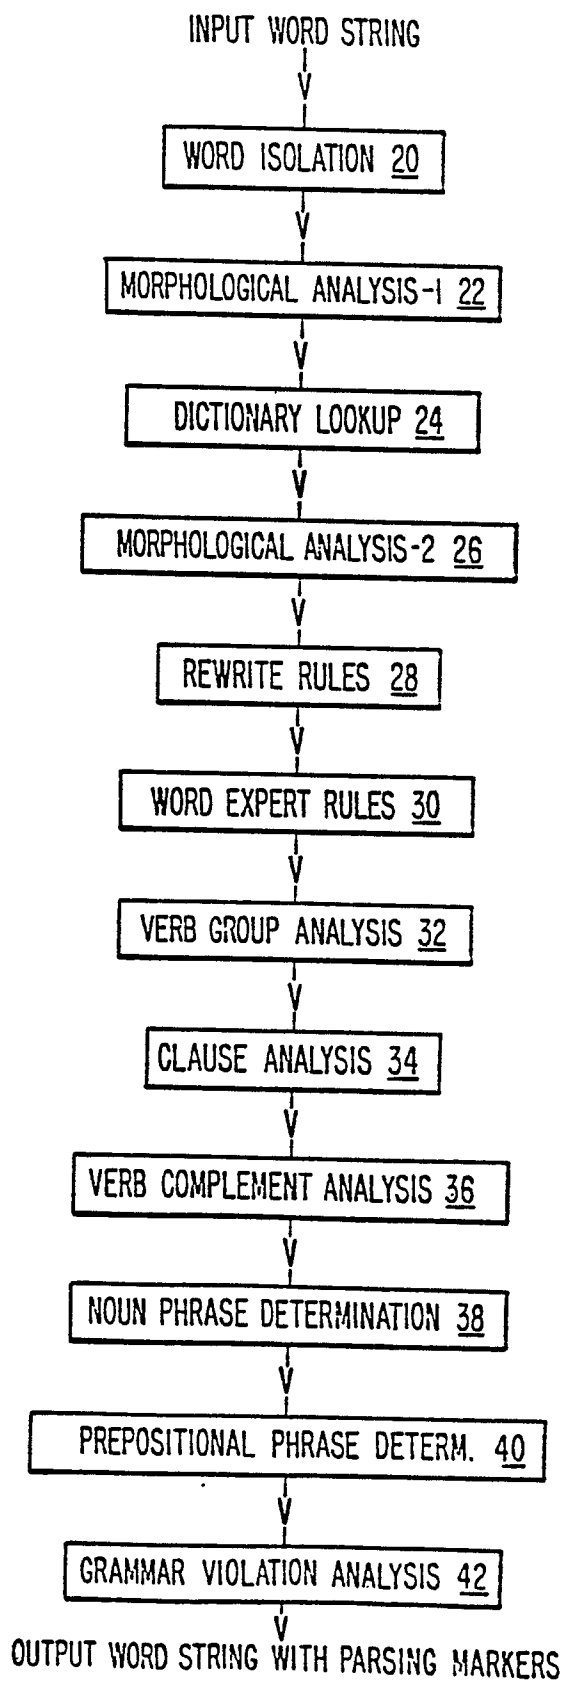 INPUT WORD STRING
WORD ISOLATION 20
MORPHOLOGICAL ANALYSIS-1 22
DICTIONARY LOOKUP 24
MORPHOLOGICAL ANALYSIS-2 26
REWRITE RULES 28
WORD EXPERT RULES 30
VERB GROUP ANALYSIS 32
CLAUSE ANALYSIS 34
VERB COMPLEMENT ANALYSIS 36
NOUN PHRASE DETERMINATION 38
PREPOSITIONAL PHRASE DETERM. 40
GRAMMAR VIOLATION ANALYSIS 42
OUTPUT WORD STRING WITH PARSING MARKERS